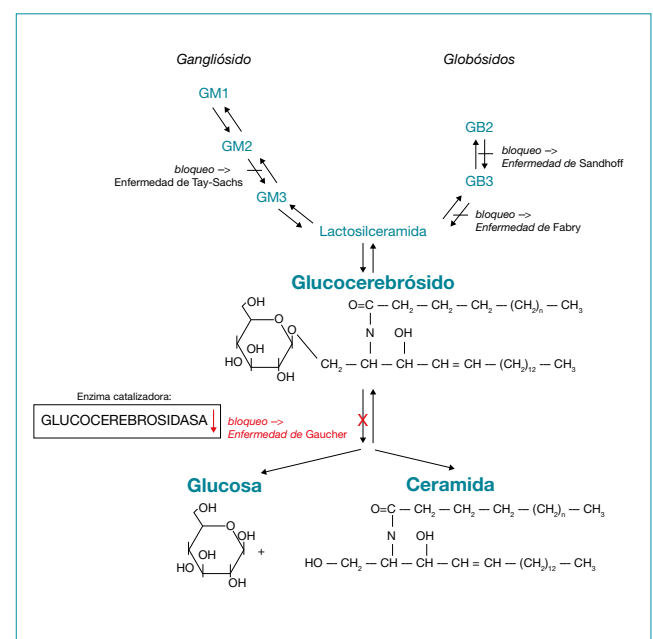 Gangliósido Globósidos
GM1
GB2
GM2
bloqueo –>
Enfermedad de Sandhoff
bloqueo –>
Enfermedad de Tay-Sachs
GB3
GM3
bloqueo –>
Enfermedad de Fabry
Lactosilceramida
Glucocerebrósido
OH
O
O
OH
HO
OH
O=C — CH₂ — CH₂ — CH₂ — (CH₂)n — CH₃
N OH
CH₂ — CH — CH — CH = CH — (CH₂)₁₂ — CH₃
Enzima catalizadora:
GLUCOCEREBROSIDASA
bloqueo –>
Enfermedad de Gaucher
X
Glucosa
OH
O
OH
OH
HO
OH
+
Ceramida
O=C — CH₂ — CH₂ — CH₂ — (CH₂)n — CH₃
N OH
HO — CH₂ — CH — CH — CH = CH — (CH₂)₁₂ — CH₃